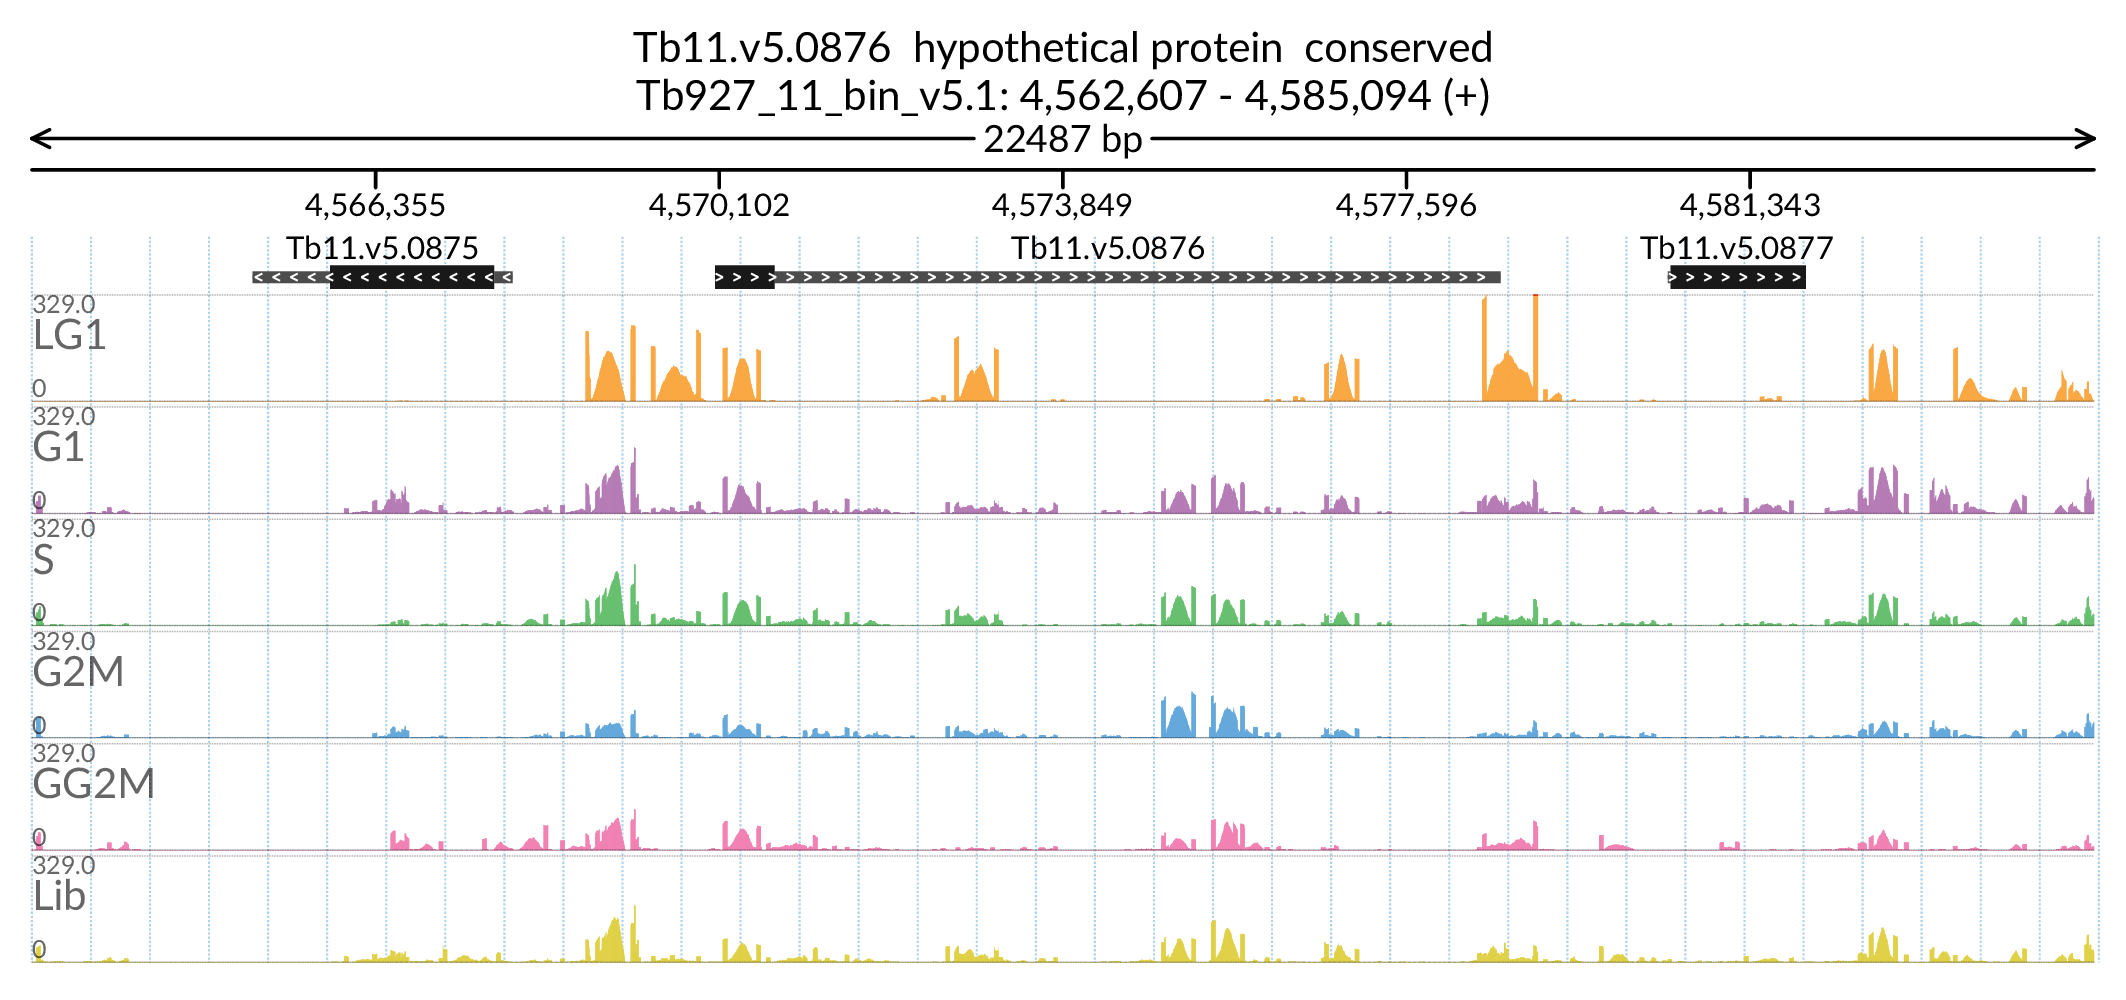 Tb11.v5.0876 hypothetical protein conserved
Tb927_11_bin_v5.1: 4,562,607 - 4,585,094 (+)
22487 bp
4,566,355 4,570,102 4,573,849 4,577,596 4,581,343
Tb11.v5.0875 Tb11.v5.0876 Tb11.v5.0877
329.0
LG1
0
329.0
G1
0
329.0
S
0
329.0
G2M
0
329.0
GG2M
0
329.0
Lib
0